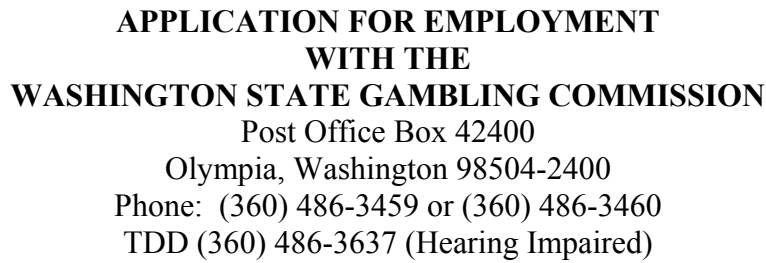 APPLICATION FOR EMPLOYMENT
WITH THE
WASHINGTON STATE GAMBLING COMMISSION
Post Office Box 42400
Olympia, Washington 98504-2400
Phone:  (360) 486-3459 or (360) 486-3460
TDD (360) 486-3637 (Hearing Impaired)